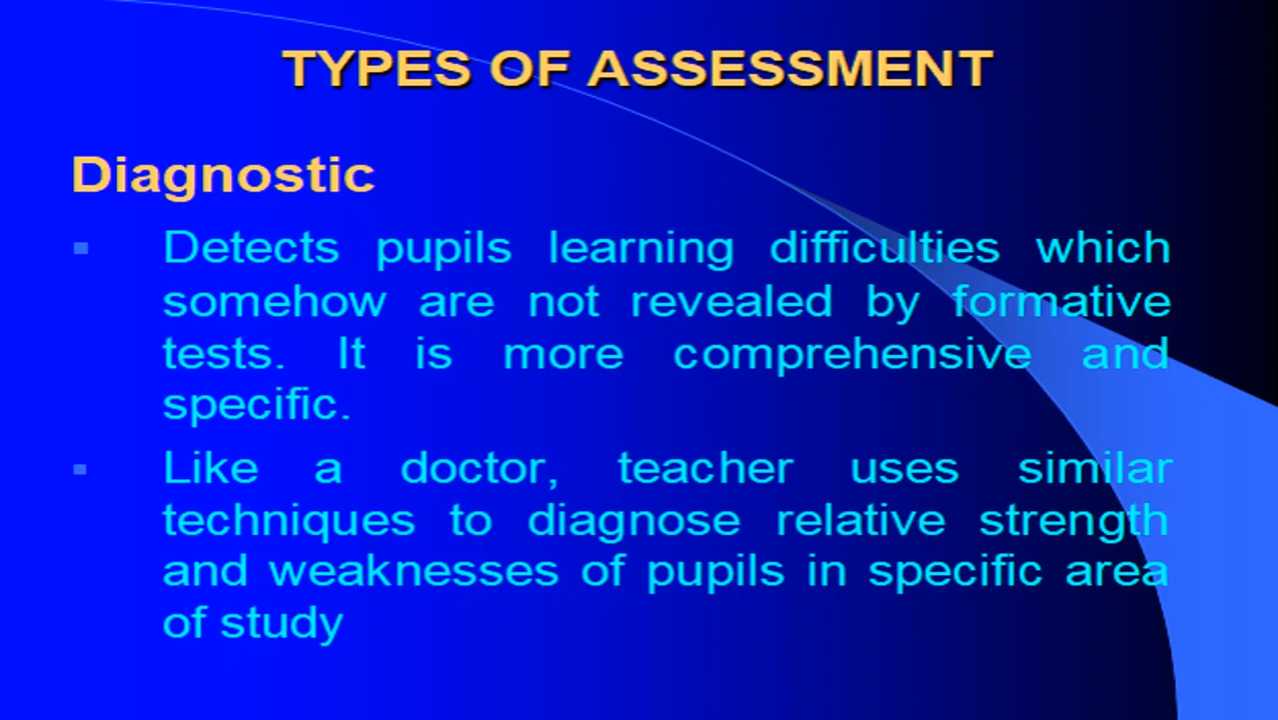 TYPES OF ASSESSMENT
Diagnostic
Detects pupils learning difficulties which
somehow are not revealed by formative
tests. It is more comprehensive and
specific.
Like a doctor, teacher uses similar
techniques to diagnose relative strength
and weaknesses of pupils in specific area
of study